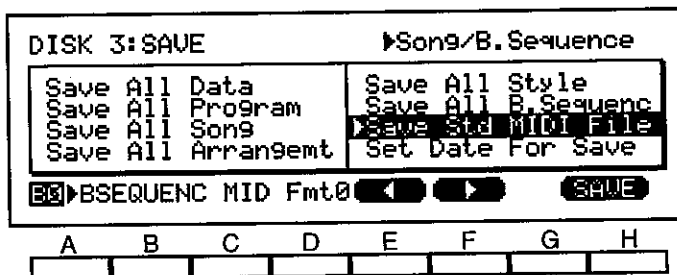 DISK 3:SAVE ▶Song/B.Sequence
Save All Data
Save All Program
Save All Song
Save All Arrangemt
Save All Style
Save All B.Sequenc
▶Save Std MIDI File
Set Date For Save
BS▶BSEQUENC MID Fmt0 ◀ ▶ SAVE
A B C D E F G H